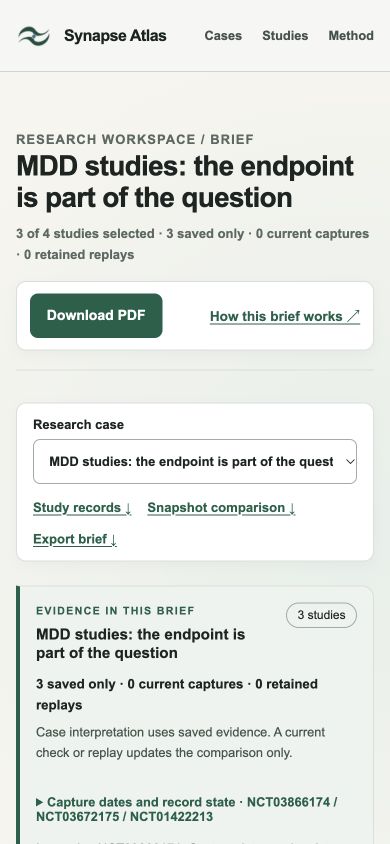 Synapse Atlas Cases Studies Method
RESEARCH WORKSPACE / BRIEF
MDD studies: the endpoint
is part of the question
3 of 4 studies selected · 3 saved only · 0 current captures
· 0 retained replays
Download PDF
How this brief works ↗
Research case
MDD studies: the endpoint is part of the quest
Study records ↓ Snapshot comparison ↓
Export brief ↓
EVIDENCE IN THIS BRIEF
3 studies
MDD studies: the endpoint is
part of the question
3 saved only · 0 current captures · 0 retained
replays
Case interpretation uses saved evidence. A current
check or replay updates the comparison only.
▶ Capture dates and record state · NCT03866174 /
NCT03672175 / NCT01422213